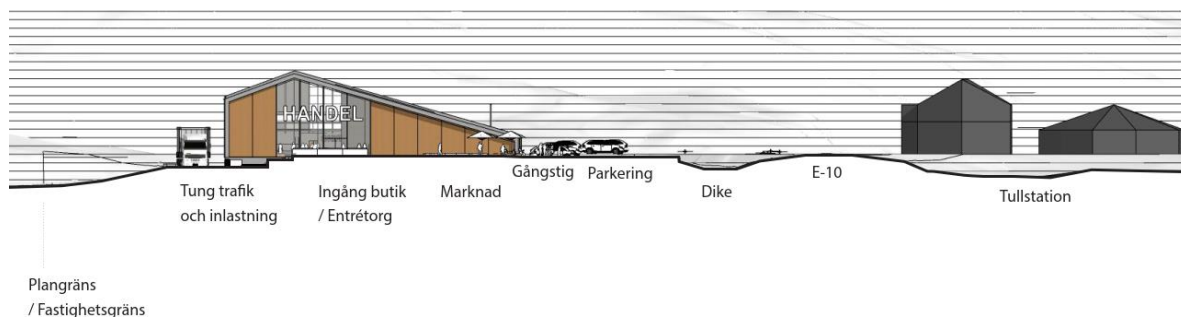 HANDEL
Tung trafik
och inlastning
Ingång butik
/ Entrétorg
Marknad
Gångstig
Parkering
Dike
E-10
Tullstation
Plangräns
/ Fastighetsgräns